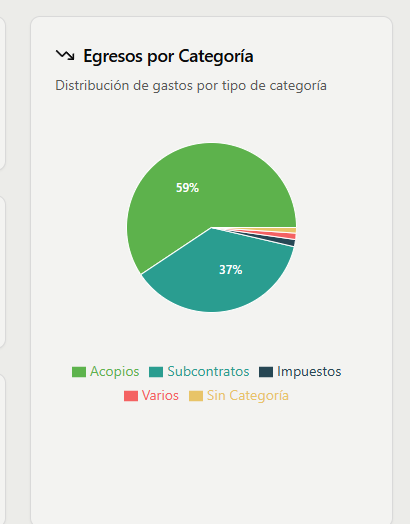 Egresos por Categoría
Distribución de gastos por tipo de categoría
59%
37%
Acopios Subcontratos Impuestos
Varios Sin Categoría